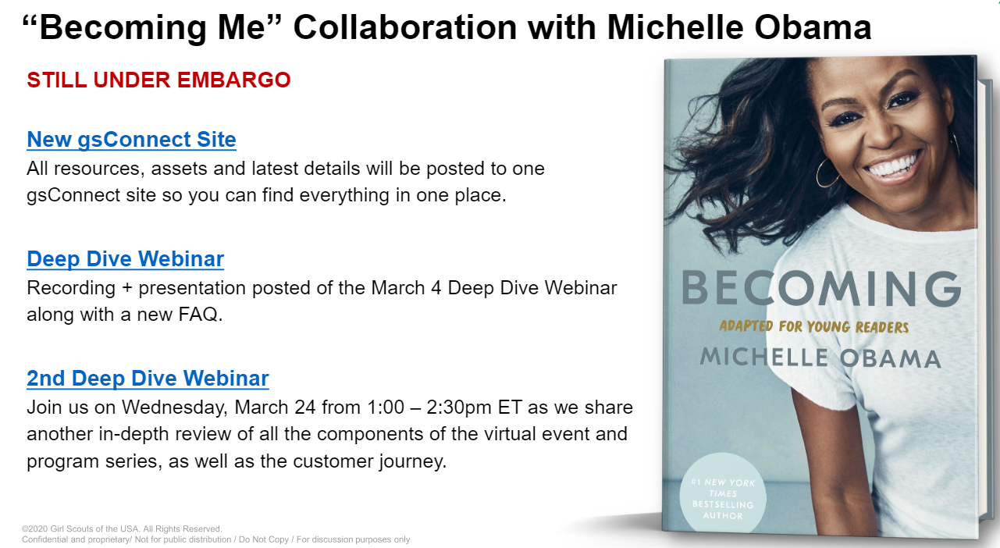 “Becoming Me” Collaboration with Michelle Obama
STILL UNDER EMBARGO
New gsConnect Site
All resources, assets and latest details will be posted to one
gsConnect site so you can find everything in one place.
Deep Dive Webinar
Recording + presentation posted of the March 4 Deep Dive Webinar
along with a new FAQ.
2nd Deep Dive Webinar
Join us on Wednesday, March 24 from 1:00 – 2:30pm ET as we share
another in-depth review of all the components of the virtual event and
program series, as well as the customer journey.
©2020 Girl Scouts of the USA. All Rights Reserved.
Confidential and proprietary/ Not for public distribution / Do Not Copy / For discussion purposes only
BECOMING
ADAPTED FOR YOUNG READERS
MICHELLE OBAMA
#1 NEW YORK
TIMES
BESTSELLING
AUTHOR